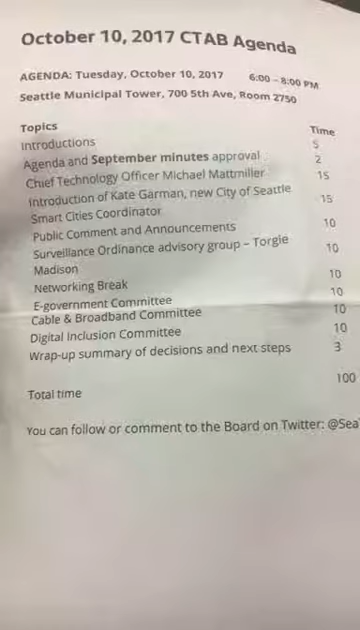 October 10, 2017 CTAB Agenda
AGENDA: Tuesday, October 10, 2017 6:00 – 8:00 PM
Seattle Municipal Tower, 700 5th Ave, Room 2750
Topics Time
Introductions 5
Agenda and September minutes approval 2
Chief Technology Officer Michael Mattmiller 15
Introduction of Kate Garman, new City of Seattle
Smart Cities Coordinator 15
Public Comment and Announcements 10
Surveillance Ordinance advisory group – Torgie
Madison 10
Networking Break 10
E-government Committee 10
Cable & Broadband Committee 10
Digital Inclusion Committee 10
Wrap-up summary of decisions and next steps 3
Total time 100
You can follow or comment to the Board on Twitter: @Sea